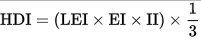 HDI = (LEI × EI × II) × 1/3